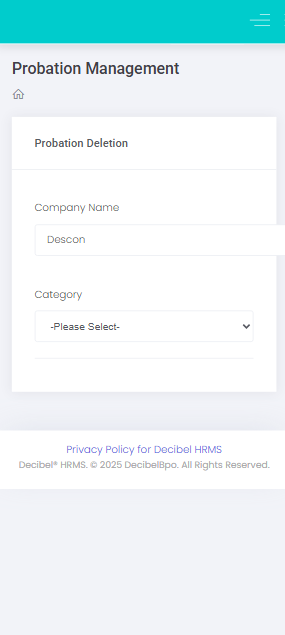 Probation Management
Probation Deletion
Company Name
Descon
Category
-Please Select-
Privacy Policy for Decibel HRMS
Decibel® HRMS. © 2025 DecibelBpo. All Rights Reserved.